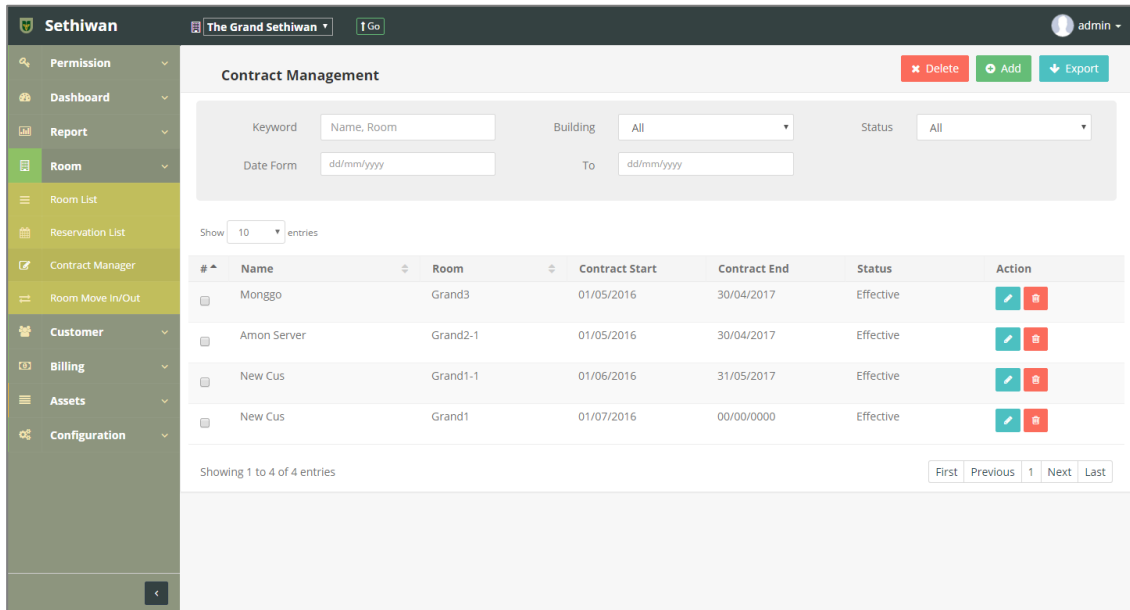 Sethiwan
The Grand Sethiwan
Go
admin
Permission
Dashboard
Report
Room
Room List
Reservation List
Contract Manager
Room Move In/Out
Customer
Billing
Assets
Configuration
Contract Management
Delete
Add
Export
Keyword Name, Room Building All Status All
Date Form dd/mm/yyyy To dd/mm/yyyy
Show 10 entries
# Name Room Contract Start Contract End Status Action
Monggo Grand3 01/05/2016 30/04/2017 Effective
Amon Server Grand2-1 01/05/2016 30/04/2017 Effective
New Cus Grand1-1 01/06/2016 31/05/2017 Effective
New Cus Grand1 01/07/2016 00/00/0000 Effective
Showing 1 to 4 of 4 entries
First Previous 1 Next Last